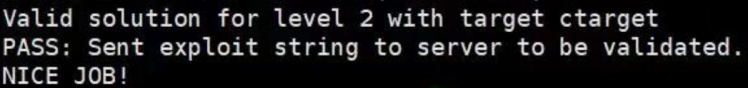 Valid solution for level 2 with target ctarget
PASS: Sent exploit string to server to be validated.
NICE JOB!